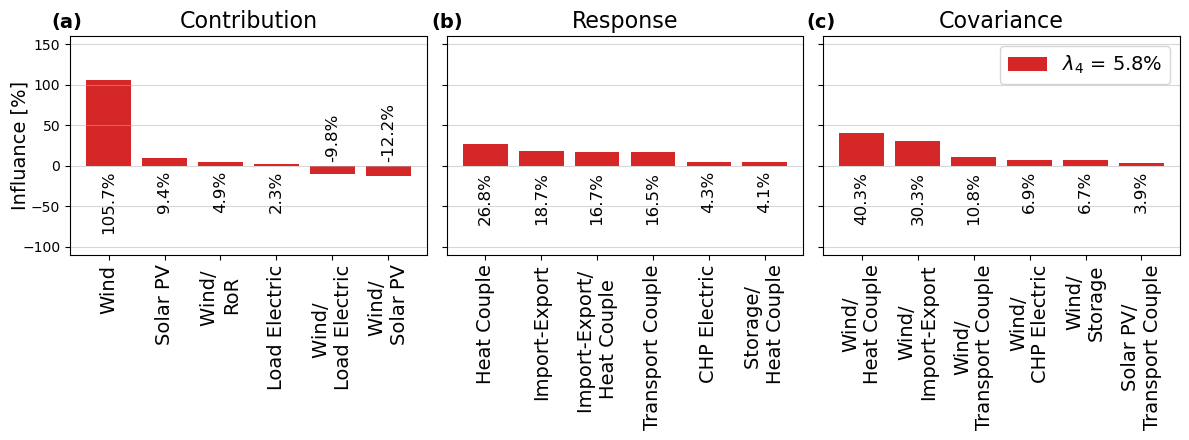 (a) Contribution
(b) Response
(c) Covariance
Influance [%]
150
100
50
0
−50
−100
105.7%
9.4%
4.9%
2.3%
-9.8%
-12.2%
Wind
Solar PV
Wind/
RoR
Load Electric
Wind/
Load Electric
Wind/
Solar PV
26.8%
18.7%
16.7%
16.5%
4.3%
4.1%
Heat Couple
Import-Export
Import-Export/
Heat Couple
Transport Couple
CHP Electric
Storage/
Heat Couple
λ₄ = 5.8%
40.3%
30.3%
10.8%
6.9%
6.7%
3.9%
Wind/
Heat Couple
Wind/
Import-Export
Wind/
Transport Couple
Wind/
CHP Electric
Wind/
Storage
Solar PV/
Transport Couple